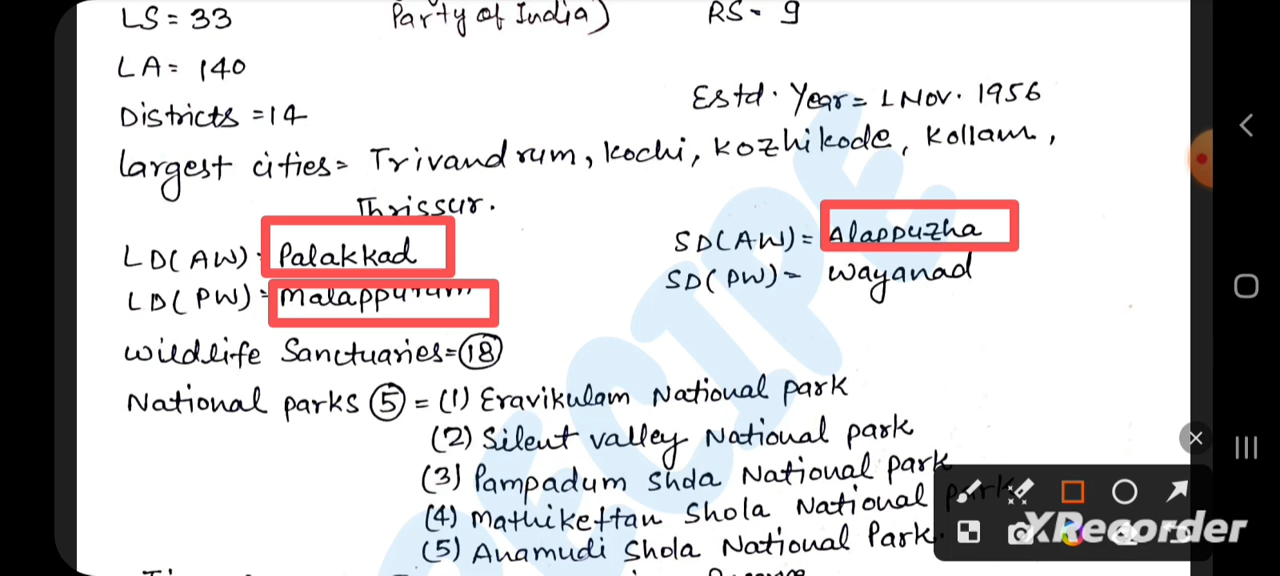 LS = 33 Party of India) RS - 9
LA = 140
Estd. Year = 1 Nov. 1956
Districts = 14
largest cities = Trivandrum, Kochi, Kozhikode, Kollam,
Thrissur.
LD(AW) = Palakkad SD(AW) = Alappuzha
LD(PW) = Malappuram SD(PW) = Wayanad
Wildlife Sanctuaries = 18
National parks 5 = (1) Eravikulam National park
(2) Silent valley National park
(3) Pampadum Shda National park
(4) Mathikettan Shola National park
(5) Anamudi Shola National Park.
XRecorder